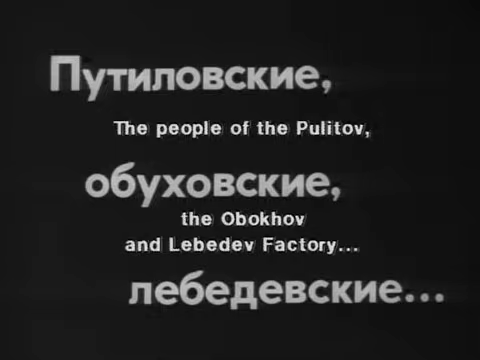 Путиловские,
The people of the Pulitov,
обуховские,
the Obokhov
and Lebedev Factory...
лебедевские...